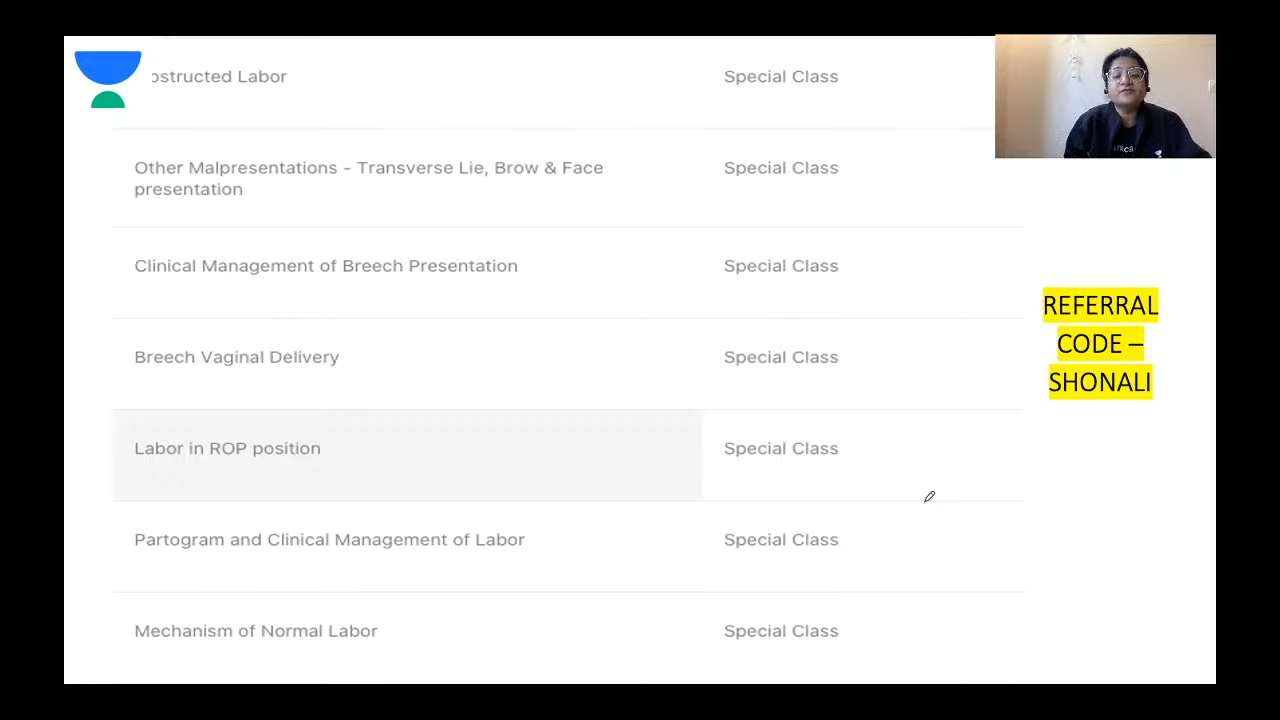 ostructed Labor Special Class
Other Malpresentations - Transverse Lie, Brow & Face
presentation
Special Class
Clinical Management of Breech Presentation Special Class
Breech Vaginal Delivery Special Class
Labor in ROP position Special Class
Partogram and Clinical Management of Labor Special Class
Mechanism of Normal Labor Special Class
REFERRAL
CODE –
SHONALI